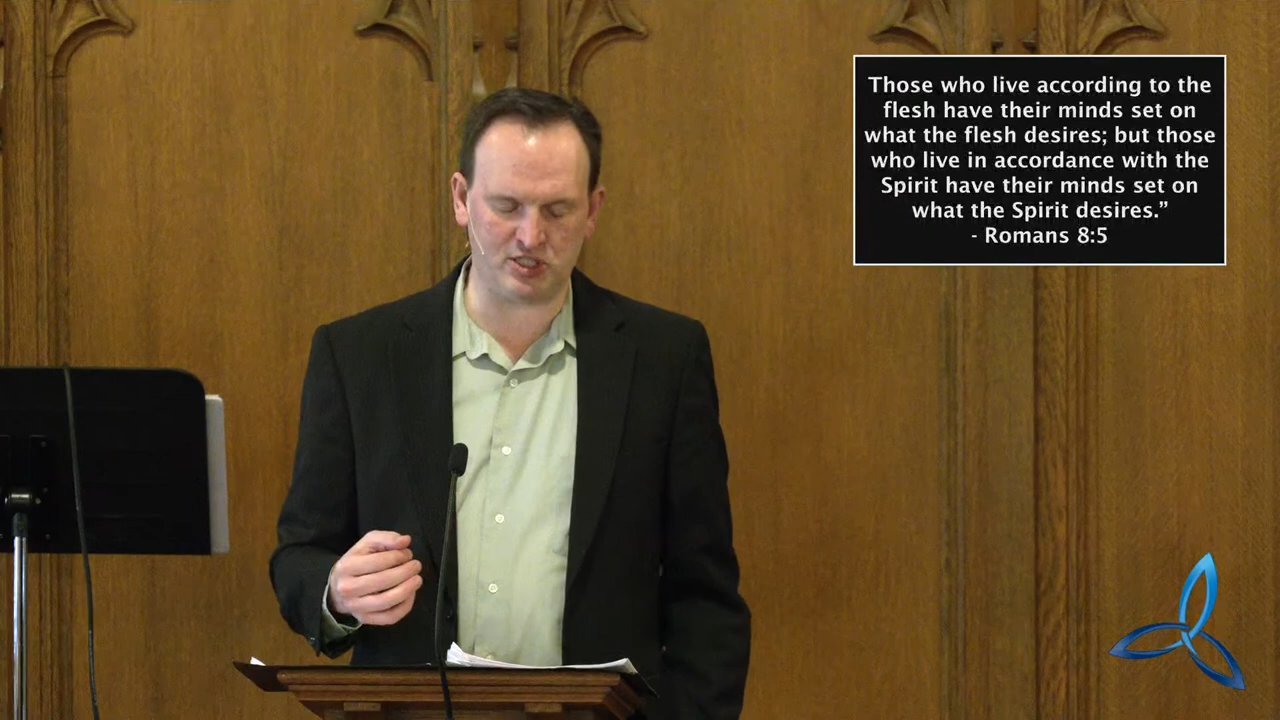 Those who live according to the
flesh have their minds set on
what the flesh desires; but those
who live in accordance with the
Spirit have their minds set on
what the Spirit desires.”
- Romans 8:5